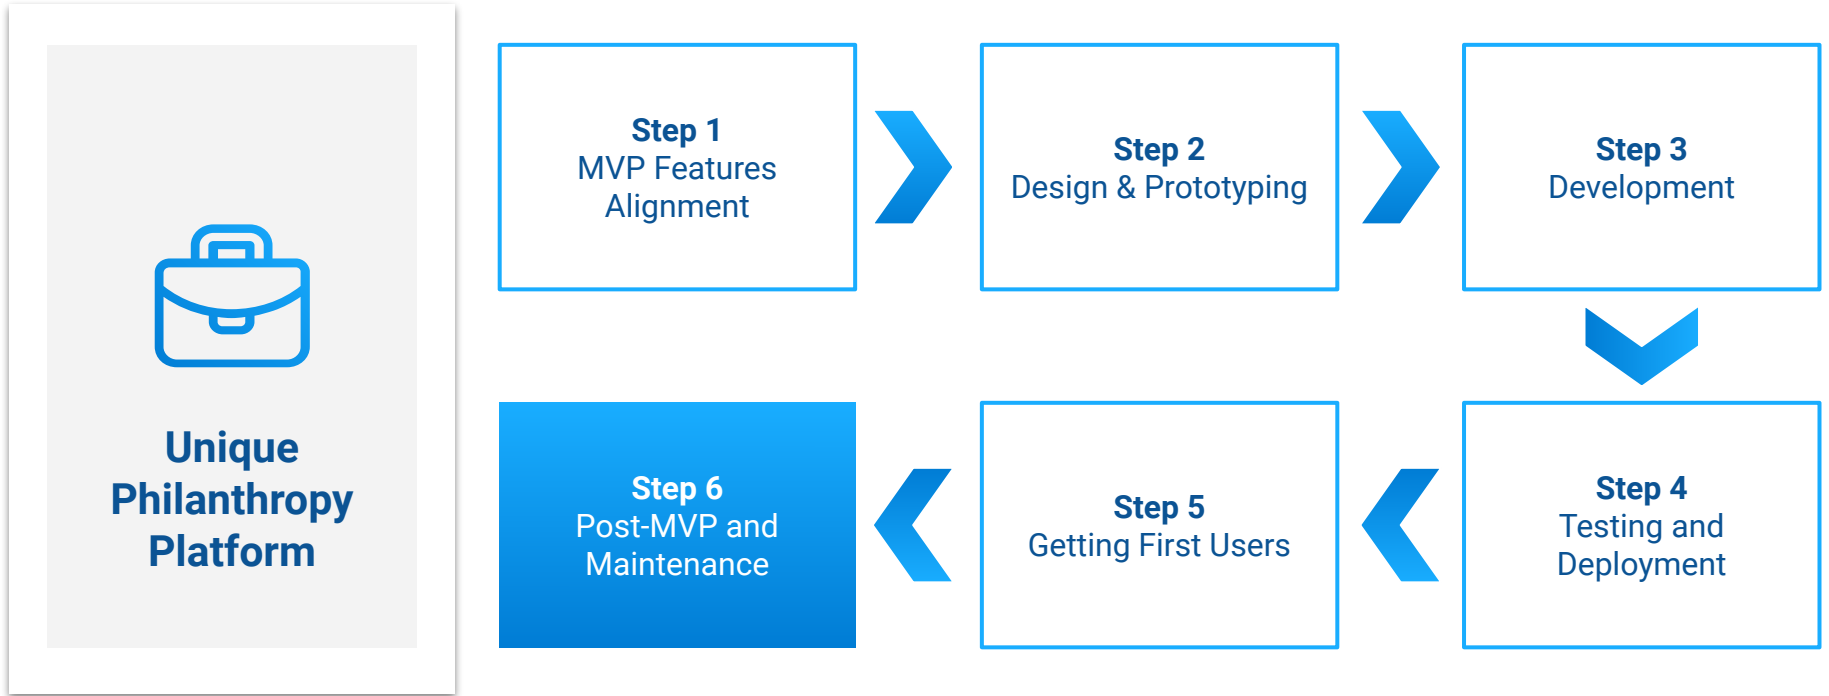 Unique
Philanthropy
Platform
Step 1
MVP Features
Alignment
Step 2
Design & Prototyping
Step 3
Development
Step 4
Testing and
Deployment
Step 5
Getting First Users
Step 6
Post-MVP and
Maintenance